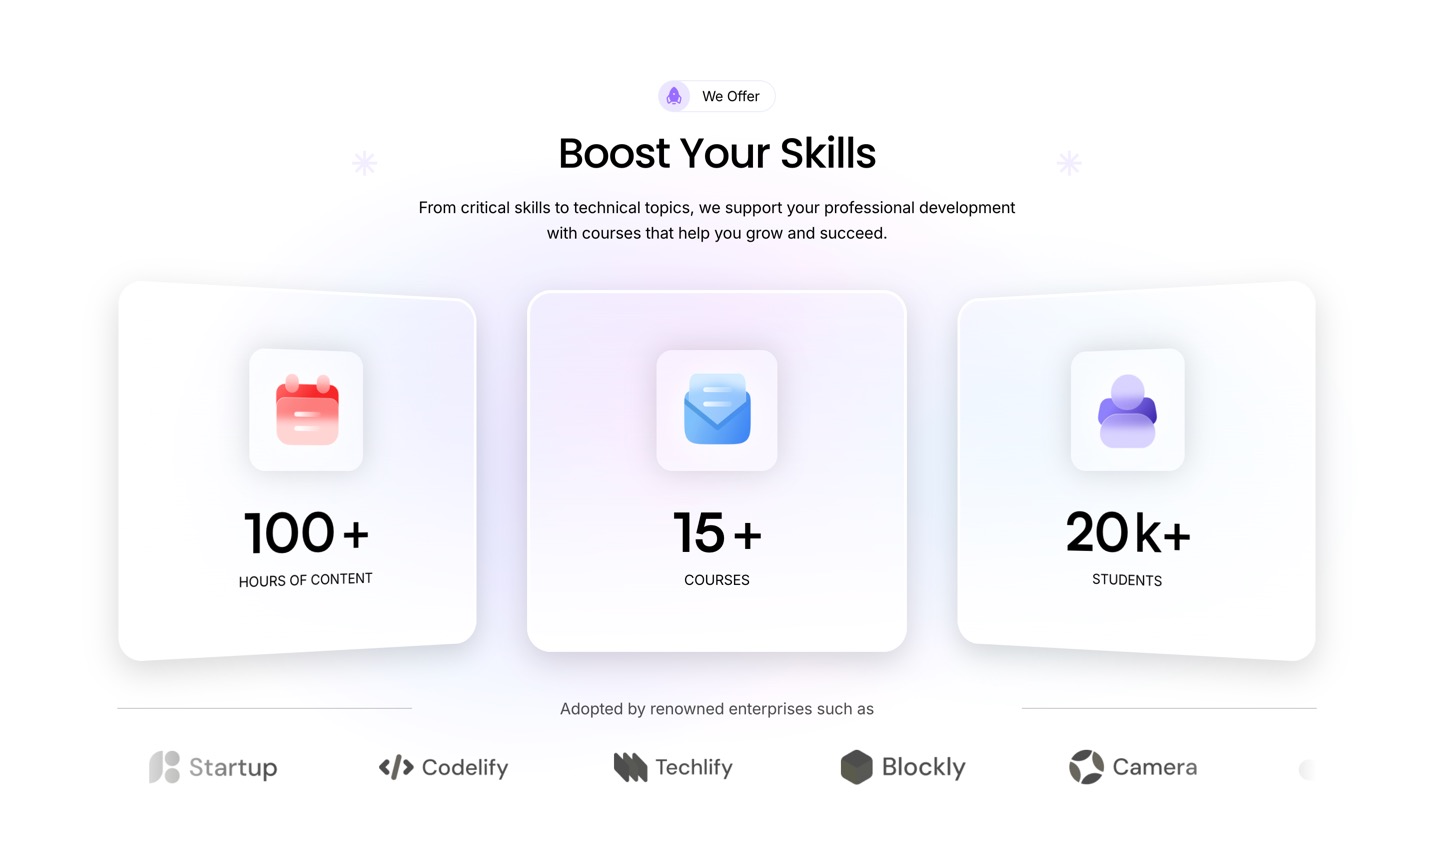 We Offer
Boost Your Skills
From critical skills to technical topics, we support your professional development
with courses that help you grow and succeed.
100+
HOURS OF CONTENT
15+
COURSES
20k+
STUDENTS
Adopted by renowned enterprises such as
Startup
Codelify
Techlify
Blockly
Camera